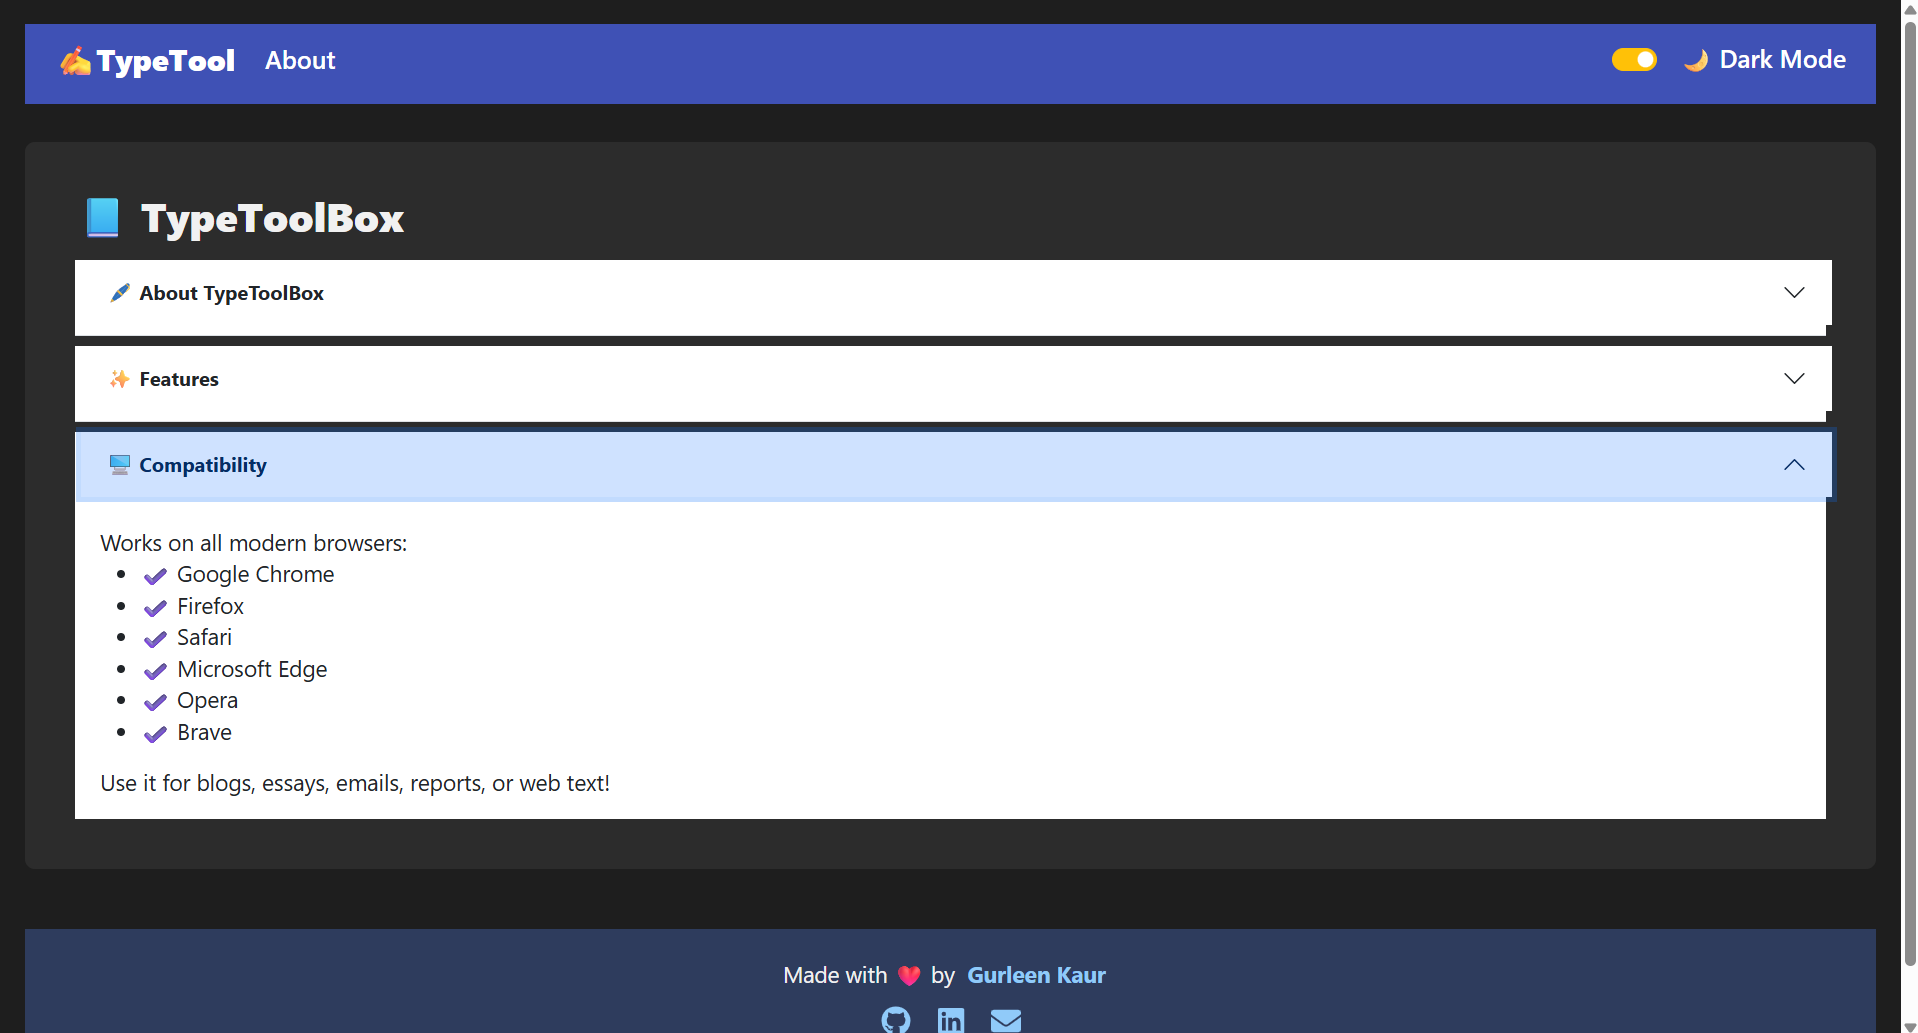 ✍️TypeTool About 🌙 Dark Mode
📘 TypeToolBox
🖊️ About TypeToolBox
✨ Features
🖥️ Compatibility
Works on all modern browsers:
• ✔️ Google Chrome
• ✔️ Firefox
• ✔️ Safari
• ✔️ Microsoft Edge
• ✔️ Opera
• ✔️ Brave
Use it for blogs, essays, emails, reports, or web text!
Made with ❤️ by Gurleen Kaur
in